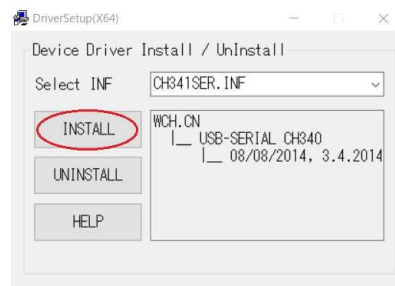 DriverSetup(X64)
Device Driver Install / UnInstall
Select INF
CH341SER.INF
INSTALL
UNINSTALL
HELP
WCH.CN
|__ USB-SERIAL CH340
|__ 08/08/2014, 3.4.2014